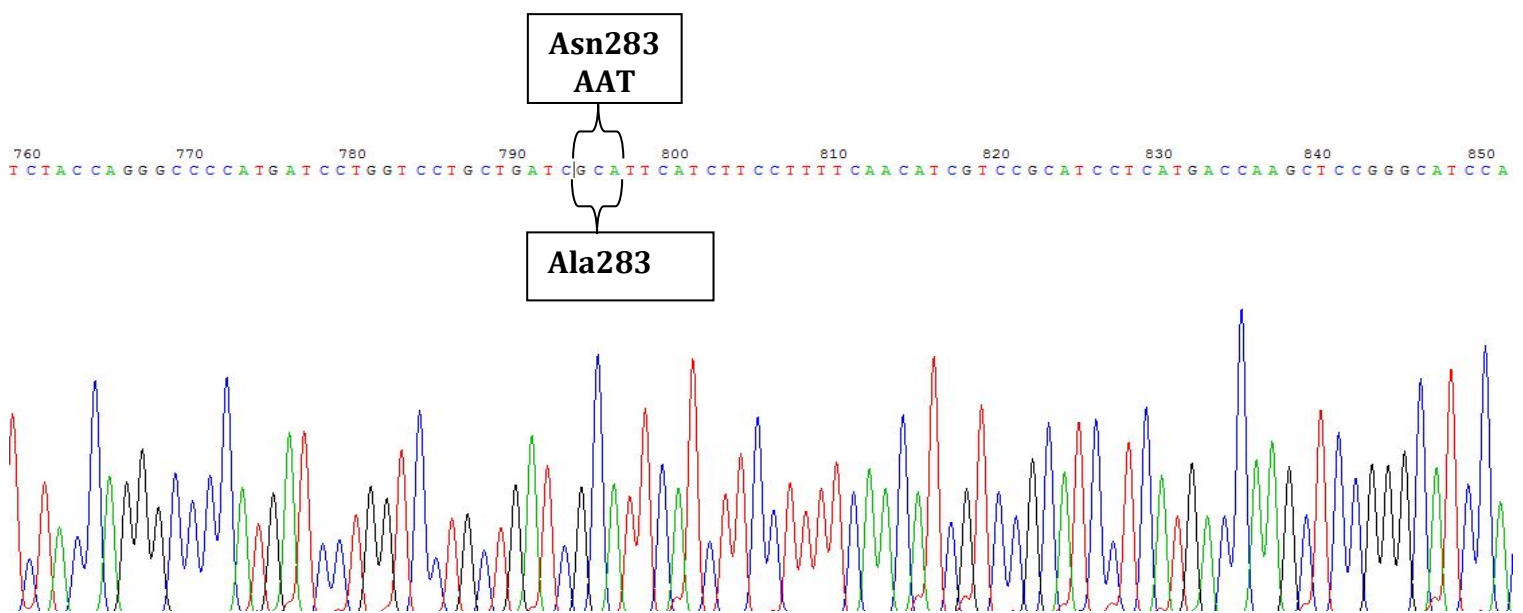 Asn283
AAT
760 770 780 790 800 810 820 830 840 850
TCTACCAGGGCCCCATGATCCTGGTCCTGCTGATCGCATTCATCTTCCTTTTCAACATCGTCCGCATCCTCATGACCAAGCTCCGGGCATCCA
Ala283